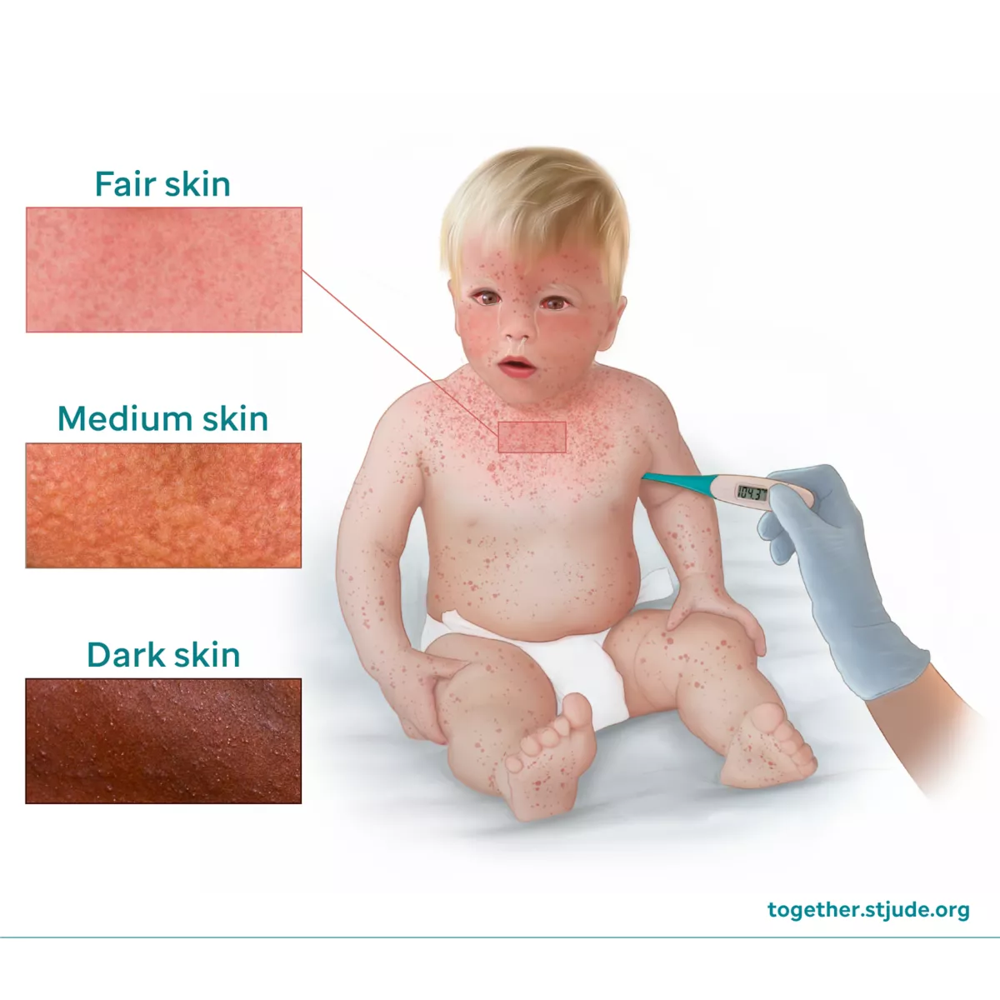 Fair skin
Medium skin
Dark skin
104.3
together.stjude.org